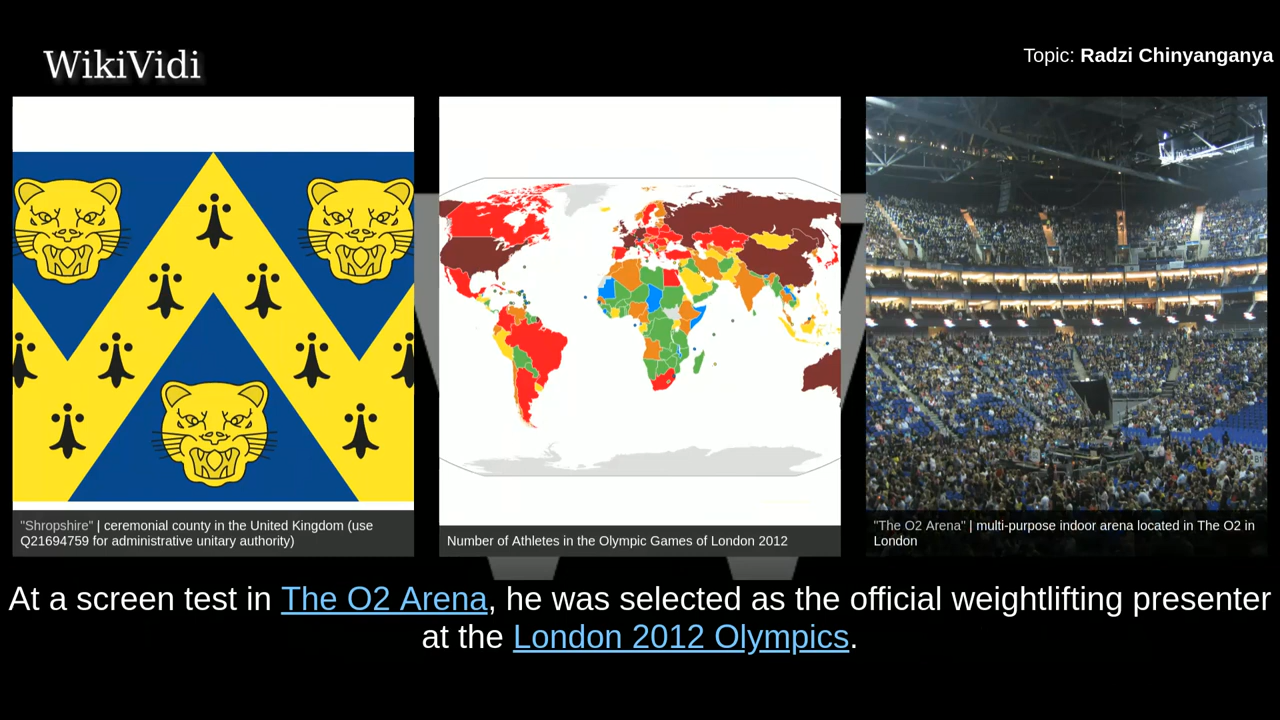 WikiVidi
Topic: Radzi Chinyanganya
"Shropshire" | ceremonial county in the United Kingdom (use
Q21694759 for administrative unitary authority)
Number of Athletes in the Olympic Games of London 2012
"The O2 Arena" | multi-purpose indoor arena located in The O2 in
London
At a screen test in The O2 Arena, he was selected as the official weightlifting presenter
at the London 2012 Olympics.